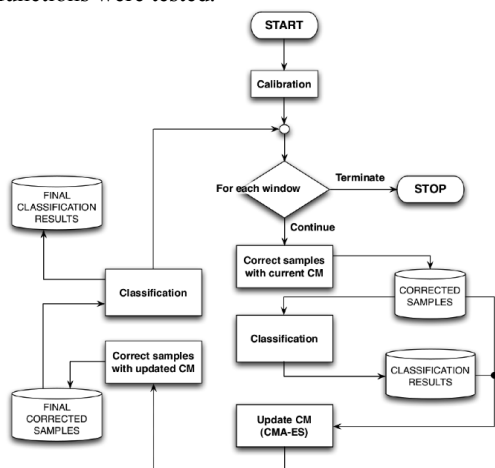 functions were tested.
START
Calibration
For each window
Terminate
STOP
Continue
FINAL
CLASSIFICATION
RESULTS
Correct samples
with current CM
Classification
CORRECTED
SAMPLES
Classification
Correct samples
with updated CM
CLASSIFICATION
RESULTS
FINAL
CORRECTED
SAMPLES
Update CM
(CMA-ES)